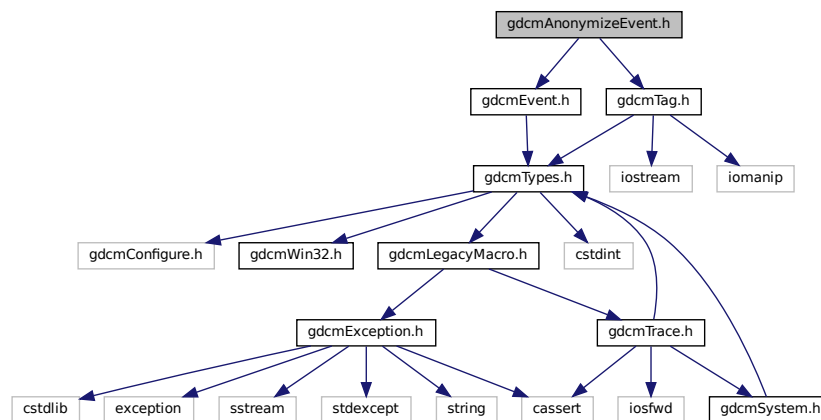 gdcmAnonymizeEvent.h
gdcmEvent.h
gdcmTag.h
gdcmTypes.h
iostream
iomanip
gdcmConfigure.h
gdcmWin32.h
gdcmLegacyMacro.h
cstdint
gdcmException.h
gdcmTrace.h
cstdlib
exception
sstream
stdexcept
string
cassert
iosfwd
gdcmSystem.h